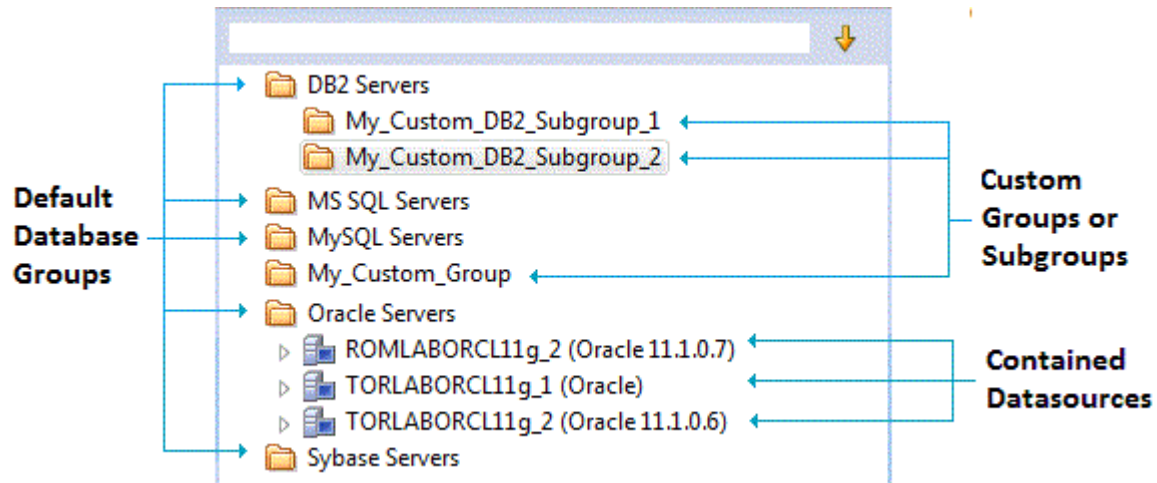 DB2 Servers
My_Custom_DB2_Subgroup_1
My_Custom_DB2_Subgroup_2
MS SQL Servers
MySQL Servers
My_Custom_Group
Oracle Servers
ROMLABORCL11g_2 (Oracle 11.1.0.7)
TORLABORCL11g_1 (Oracle)
TORLABORCL11g_2 (Oracle 11.1.0.6)
Sybase Servers
Default
Database
Groups
Custom
Groups or
Subgroups
Contained
Datasources